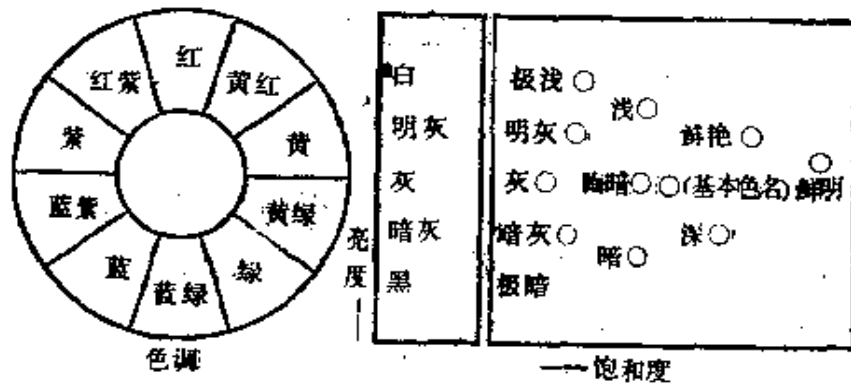 红
红紫
黄红
紫
黄
蓝紫
黄绿
蓝
绿
蓝绿
色调
白
明灰
灰
暗灰
黑
亮度
极浅
浅
明灰
鲜艳
灰
晦暗
(基本色名)
鲜明
暗灰
深
暗
极暗
饱和度